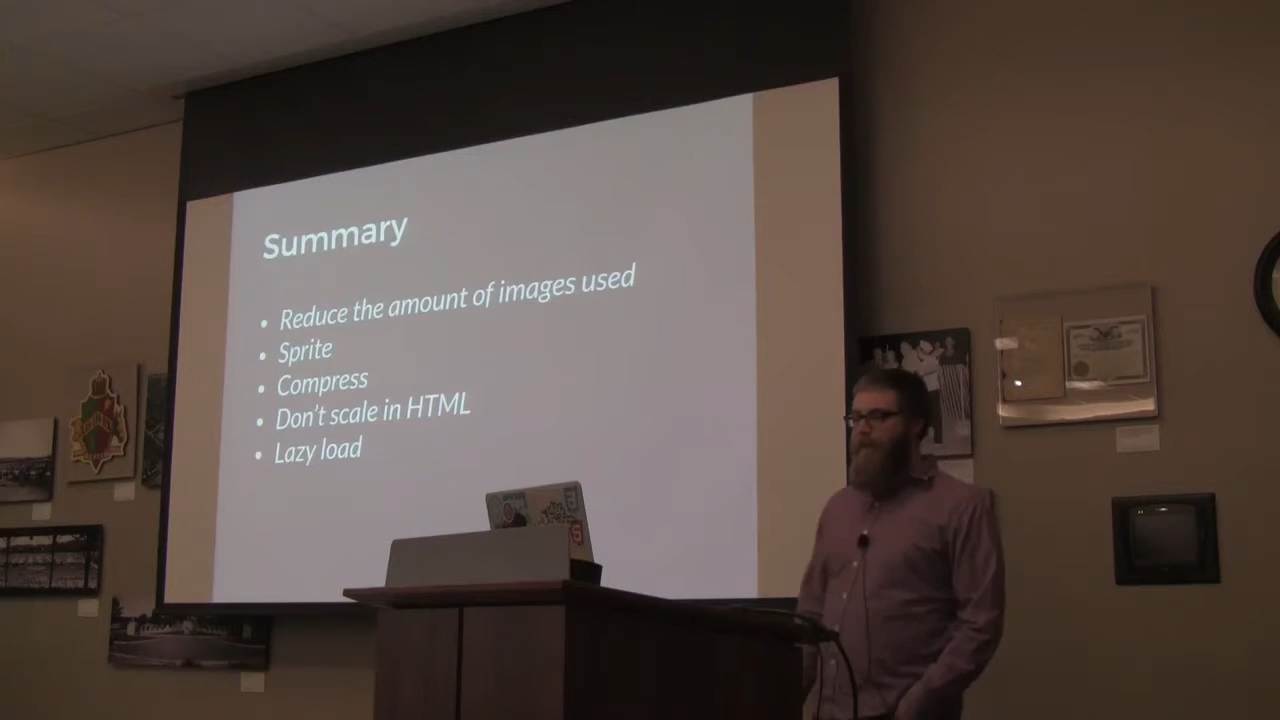 Summary
• Reduce the amount of images used
• Sprite
• Compress
• Don't scale in HTML
• Lazy load